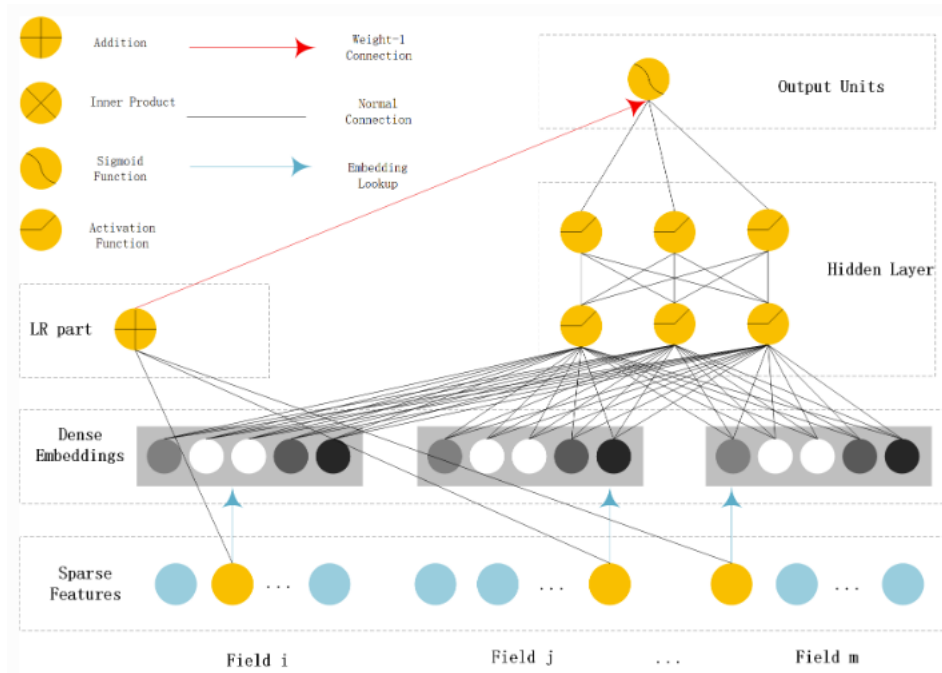 Addition
Weight-1
Connection
Inner Product
Normal
Connection
Sigmoid
Function
Embedding
Lookup
Activation
Function
Output Units
Hidden Layer
LR part
Dense
Embeddings
Sparse
Features
...
...
...
Field i
Field j
...
Field m